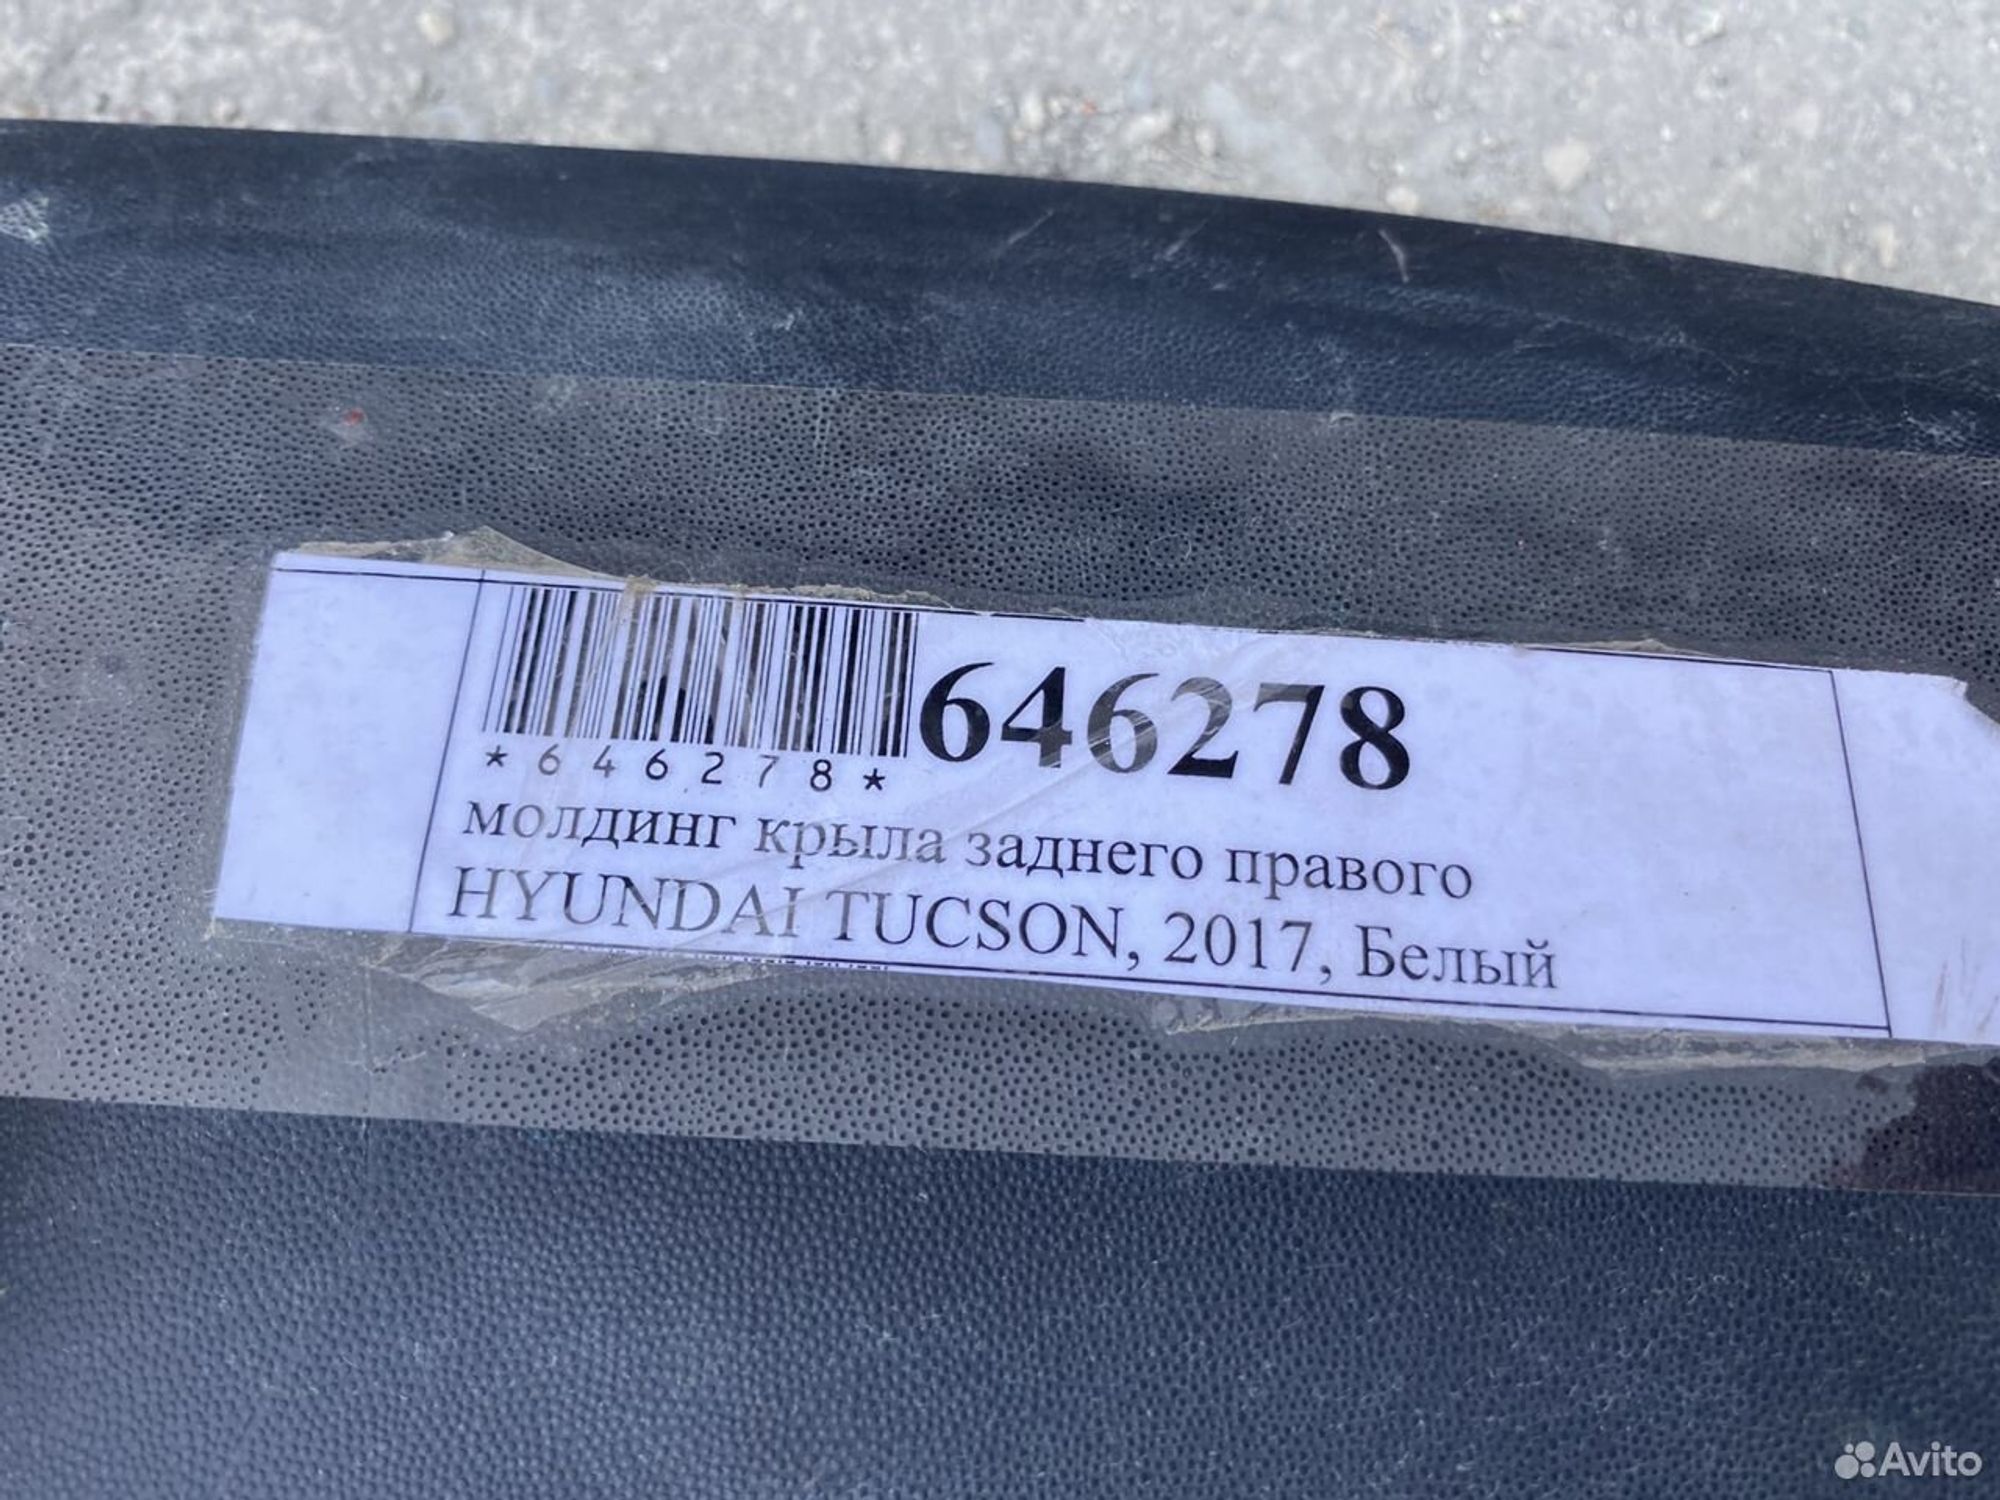 646278
*646278*
молдинг крыла заднего правого
HYUNDAI TUCSON, 2017, Белый
Avito